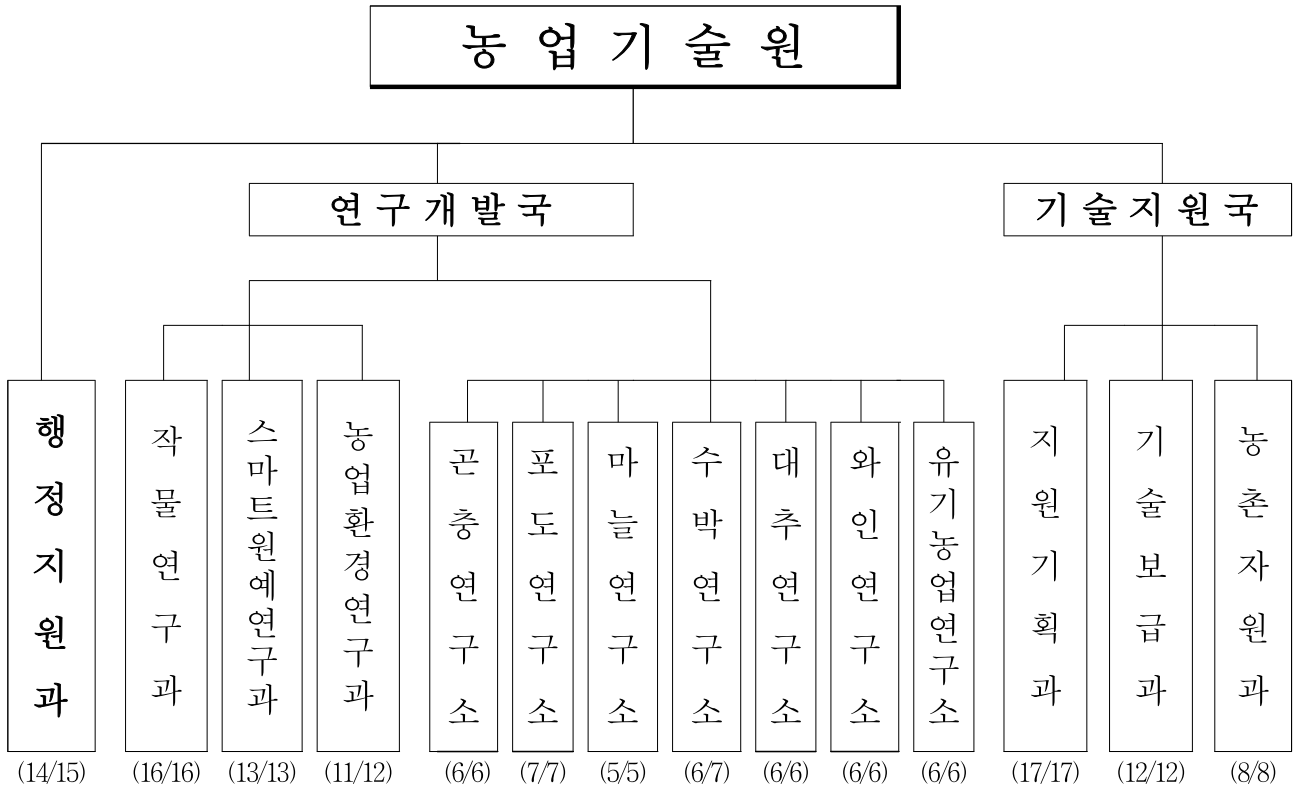 농업기술원
연구개발국
기술지원국
행정지원과
작물연구과
스마트원예연구과
농업환경연구과
곤충연구소
포도연구소
마늘연구소
수박연구소
대추연구소
와인연구소
유기농업연구소
지원기획과
기술보급과
농촌자원과
(14/15)
(16/16)
(13/13)
(11/12)
(6/6)
(7/7)
(5/5)
(6/7)
(6/6)
(6/6)
(6/6)
(17/17)
(12/12)
(8/8)